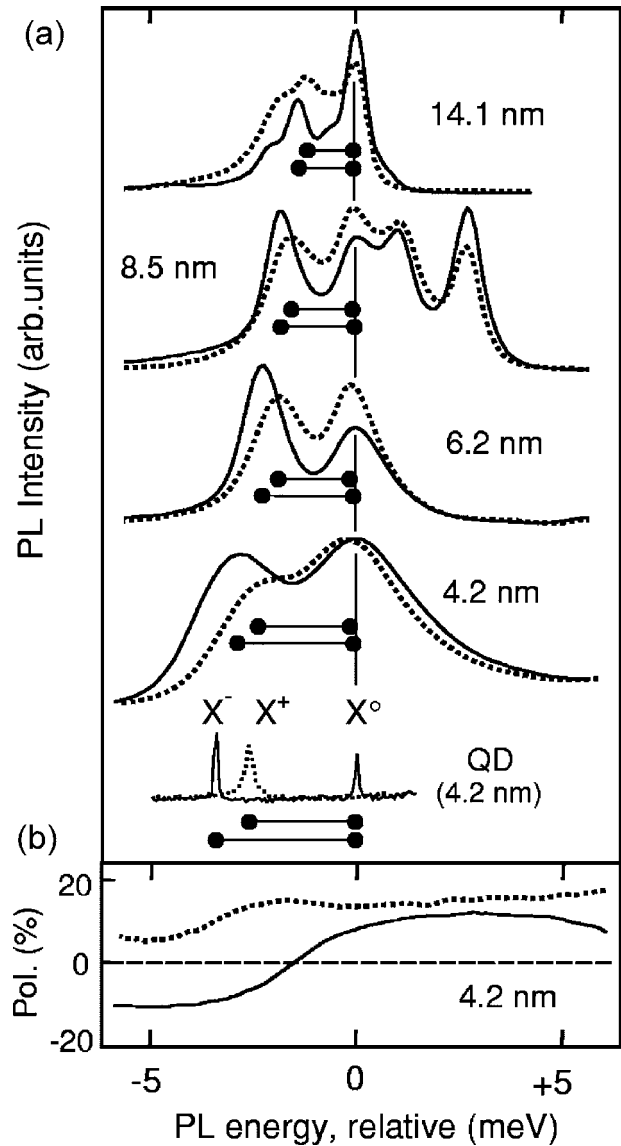 (a)
14.1 nm
8.5 nm
6.2 nm
4.2 nm
X⁻ X⁺ X°
QD
(4.2 nm)
PL Intensity (arb.units)
(b)
20
0
-20
Pol. (%)
4.2 nm
-5 0 +5
PL energy, relative (meV)